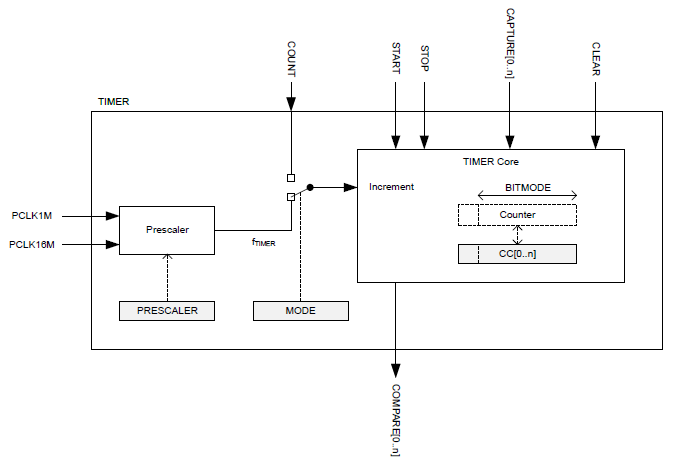 COUNT
START
STOP
CAPTURE[0..n]
CLEAR
TIMER
TIMER Core
Increment
BITMODE
Counter
CC[0..n]
PCLK1M
PCLK16M
Prescaler
fTIMER
PRESCALER
MODE
COMPARE[0..n]